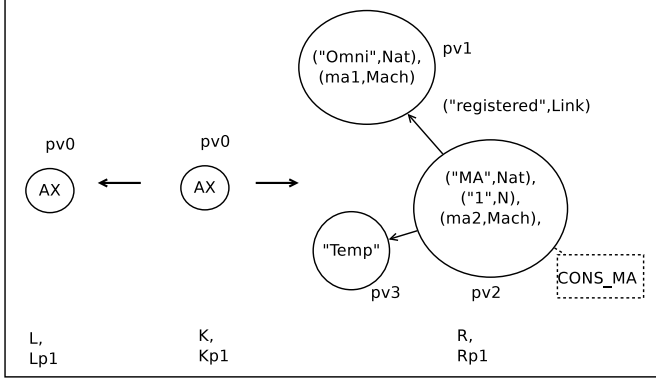 ("Omni",Nat),
(ma1,Mach)
pv1
("registered",Link)
pv0
AX
pv0
AX
("MA",Nat),
("1",N),
(ma2,Mach),
"Temp"
pv3
pv2
CONS_MA
L,
Lp1
K,
Kp1
R,
Rp1